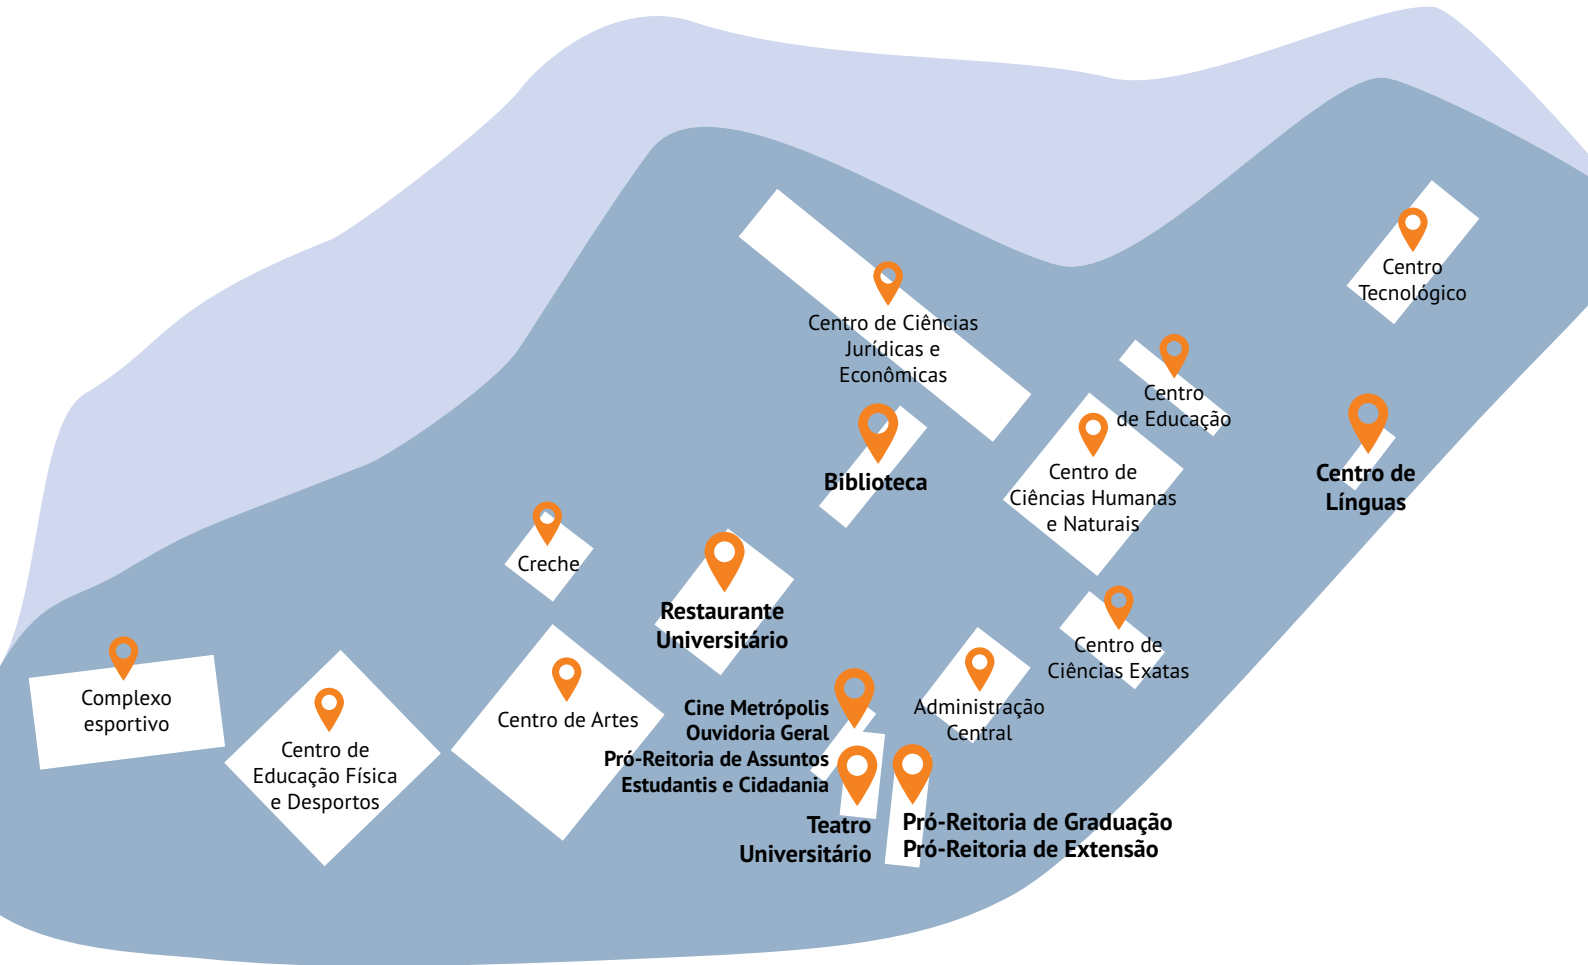 Centro
Tecnológico
Centro de Ciências
Jurídicas e
Econômicas
Centro
de Educação
Biblioteca
Centro de
Ciências Humanas
e Naturais
Centro de
Línguas
Creche
Restaurante
Universitário
Centro de
Ciências Exatas
Complexo
esportivo
Centro de
Educação Física
e Desportos
Centro de Artes
Cine Metrópolis
Ouvidoria Geral
Pró-Reitoria de Assuntos
Estudantis e Cidadania
Administração
Central
Teatro
Universitário
Pró-Reitoria de Graduação
Pró-Reitoria de Extensão